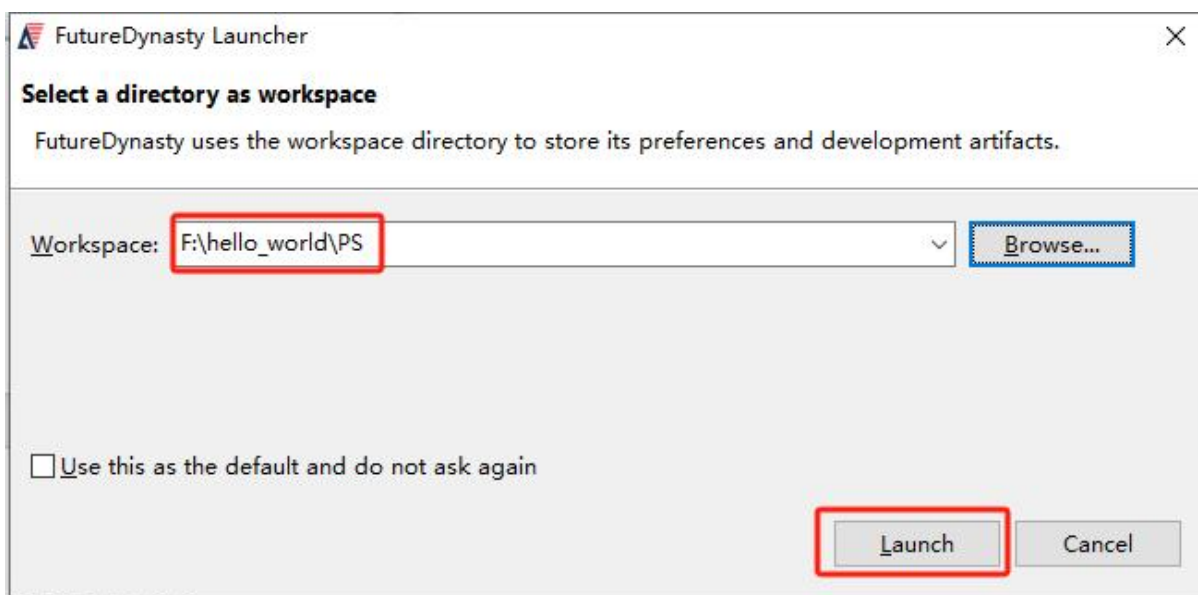 FutureDynasty Launcher
Select a directory as workspace
FutureDynasty uses the workspace directory to store its preferences and development artifacts.
Workspace: F:\hello_world\PS Browse...
Use this as the default and do not ask again
Launch Cancel